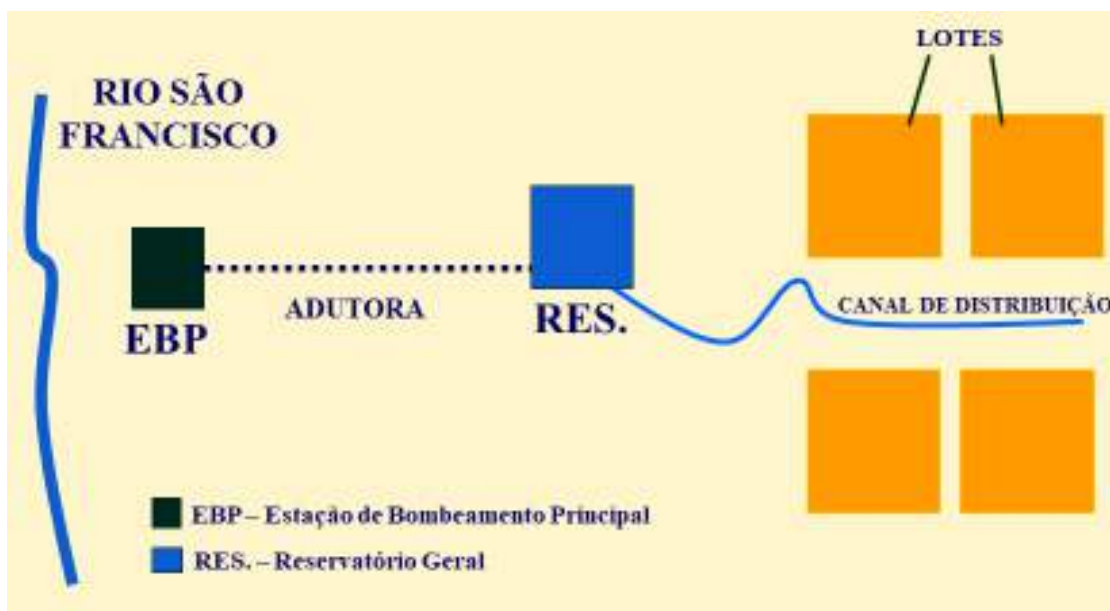 LOTES
RIO SÃO
FRANCISCO
ADUTORA
RES.
CANAL DE DISTRIBUIÇÃO
EBP
EBP – Estação de Bombeamento Principal
RES. – Reservatório Geral